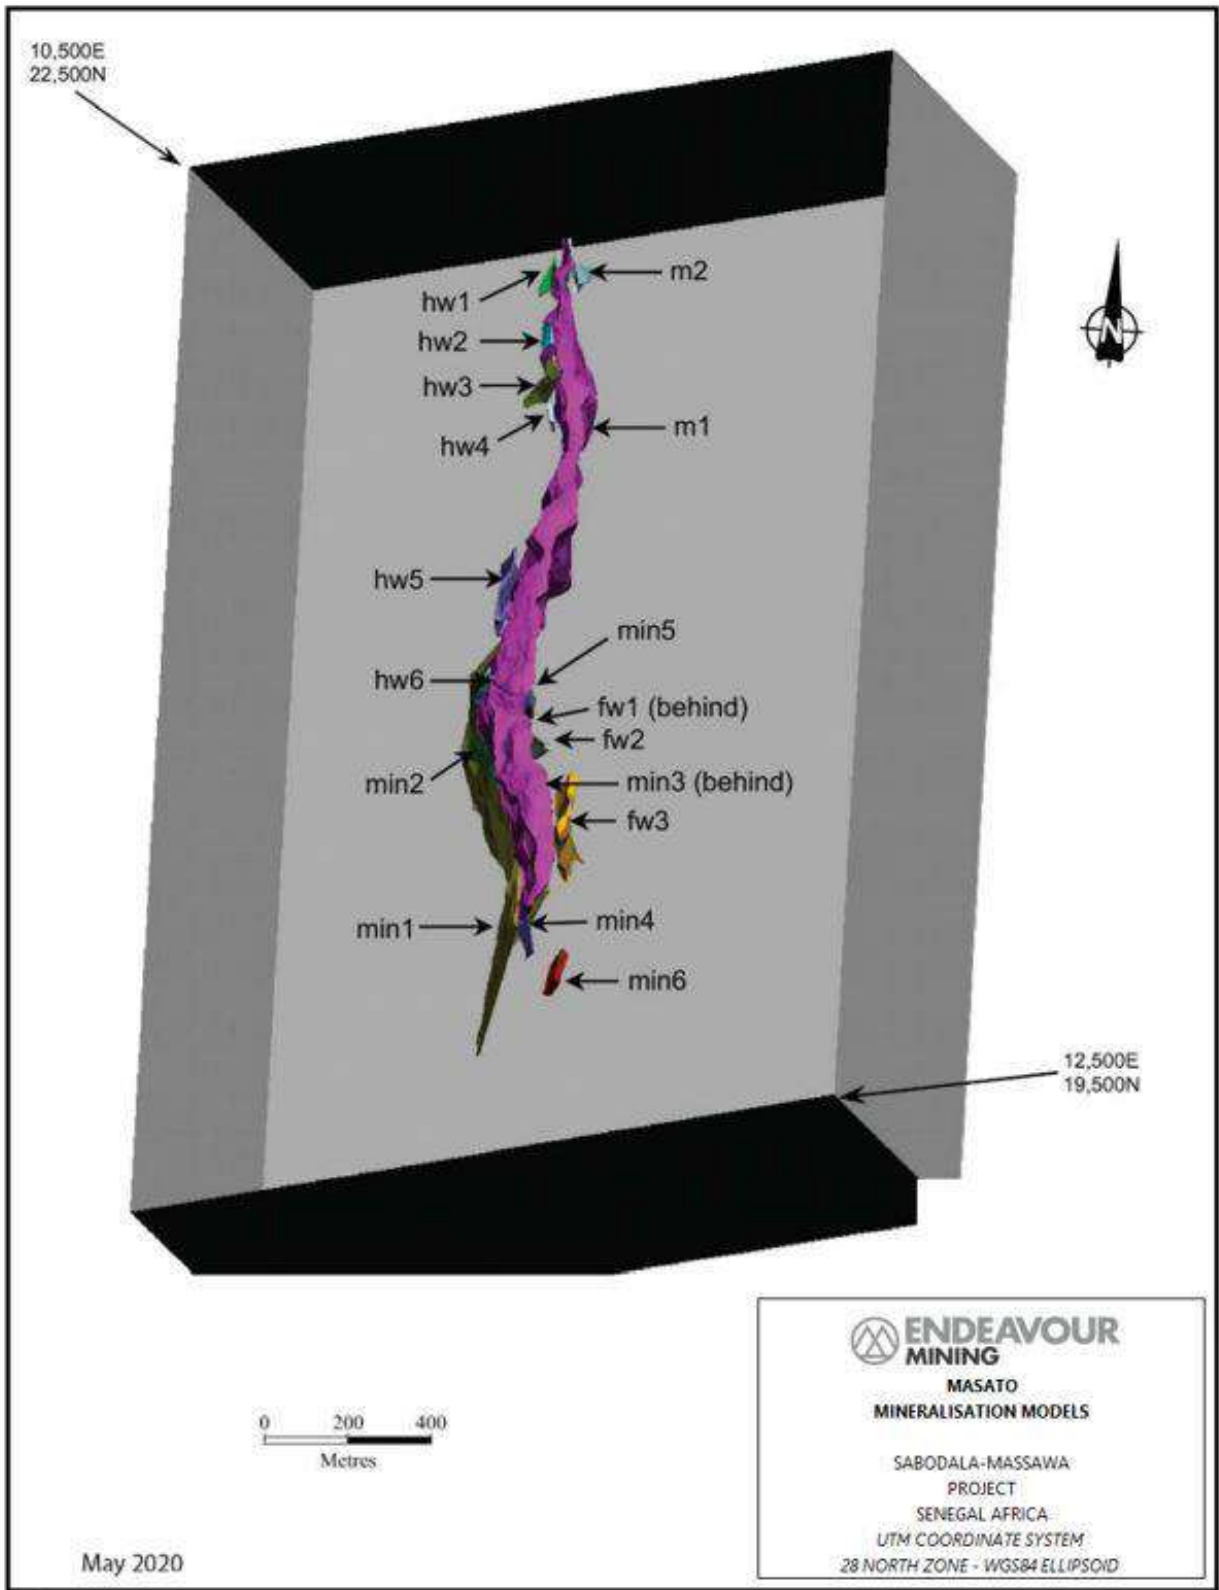 10,500E
22,500N
m2
hw1
hw2
hw3
m1
hw4
hw5
min5
hw6
fw1 (behind)
fw2
min2
min3 (behind)
fw3
min1
min4
min6
12,500E
19,500N
N
0 200 400
Metres
ENDEAVOUR
MINING
MASATO
MINERALISATION MODELS
SABODALA-MASSAWA
PROJECT
SENEGAL AFRICA
UTM COORDINATE SYSTEM
28 NORTH ZONE - WGS84 ELLIPSOID
May 2020